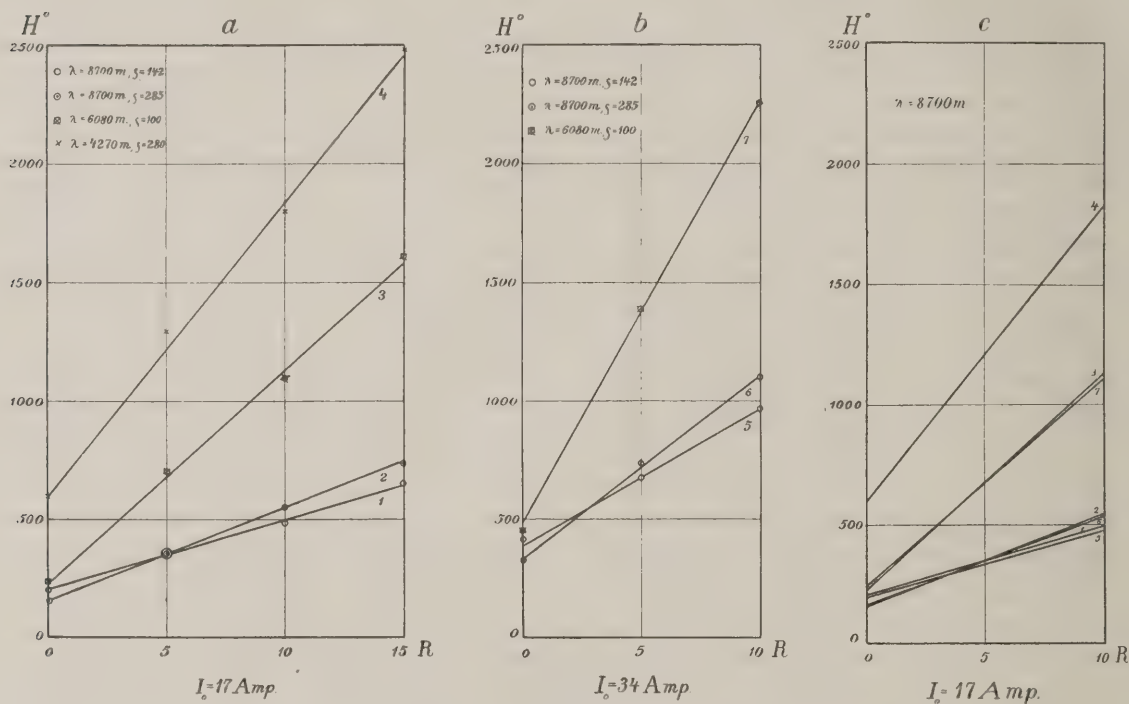 H° a
2500
○ λ = 8700 m, ς = 142
⊙ λ = 8700 m, ς = 285
⊠ λ = 6080 m. ς = 100
× λ = 4270 m, ς = 280
2000
1500
1000
500
0
4
3
2
1
0 5 10 15 R
I₀ = 17 Amp.
H° b
2500
○ λ = 8700 m, ς = 142
⊙ λ = 8700 m, ς = 285
⊠ λ = 6080 m, ς = 100
2000
1500
1000
500
0
7
6
5
0 5 10 R
I₀ = 34 Amp.
H° c
2500
λ = 8700 m
2000
1500
1000
500
0
4
7
2
0 5 10 R
I₀ = 17 Amp.